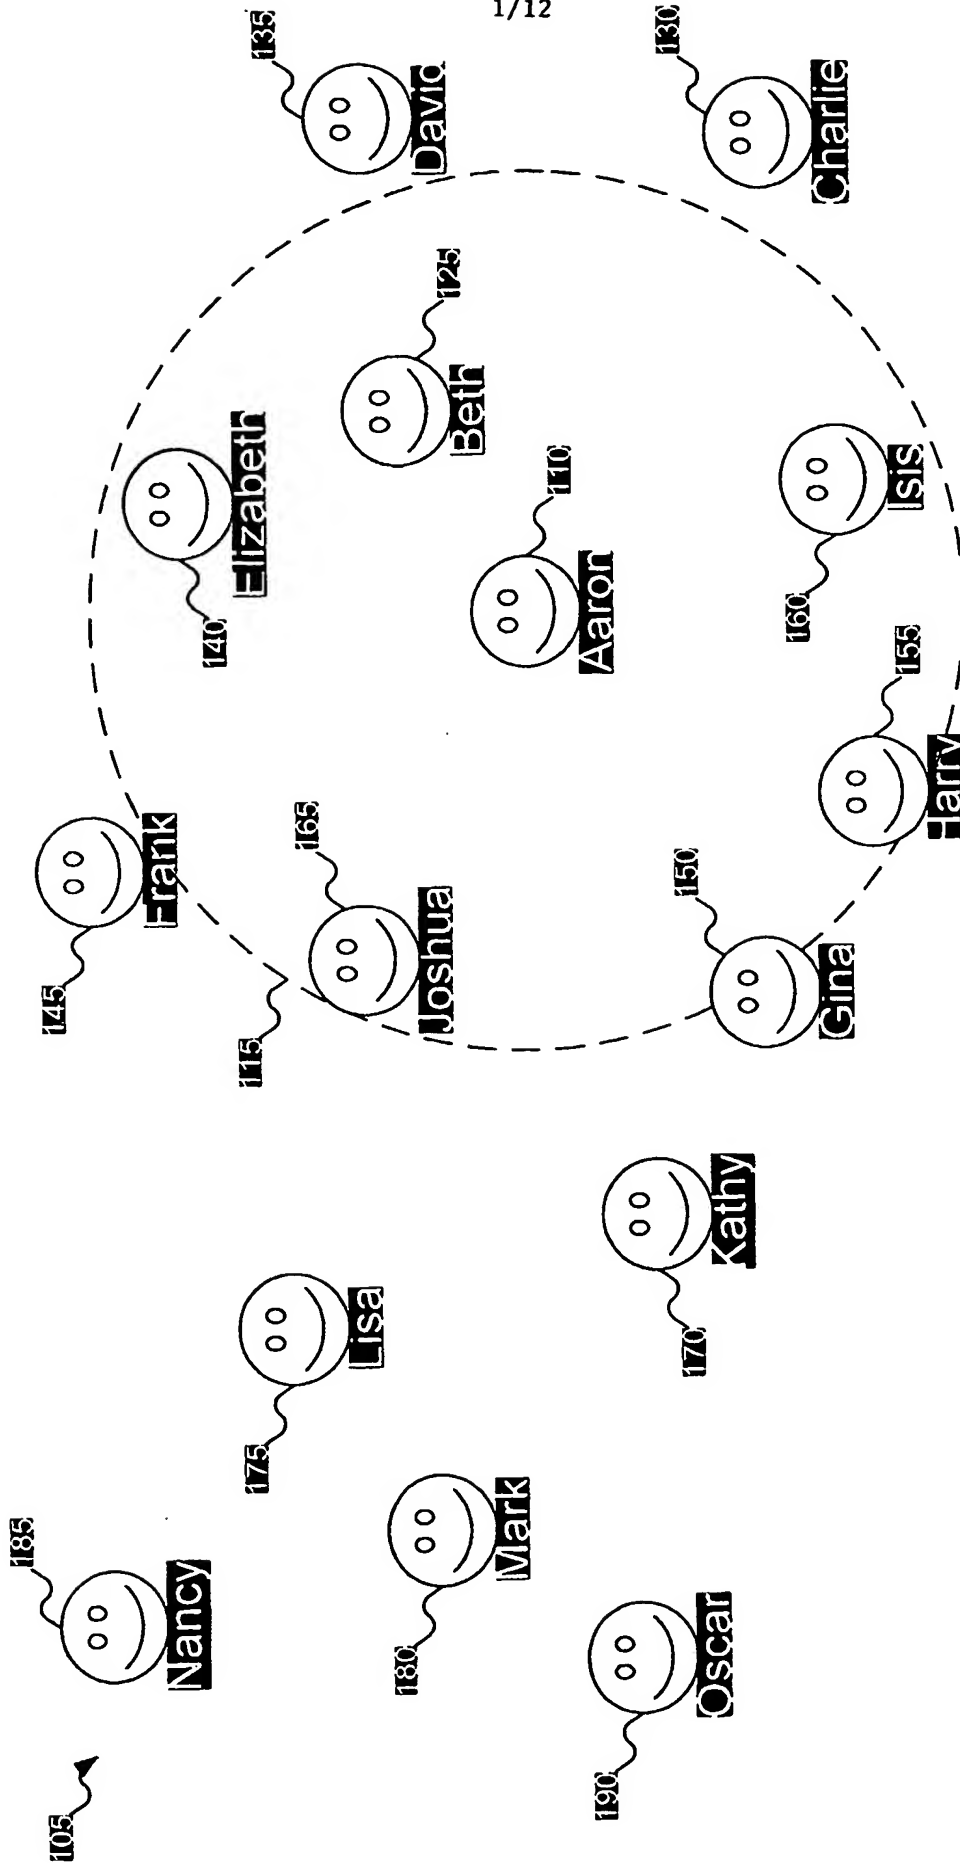 1/12
105
185
Nancy
180
Mark
190
Oscar
175
Lisa
170
Kathy
115
145
Frank
165
Joshua
150
Gina
155
Harry
140
Elizabeth
110
Aaron
160
Isis
125
Beth
135
David
130
Charlie